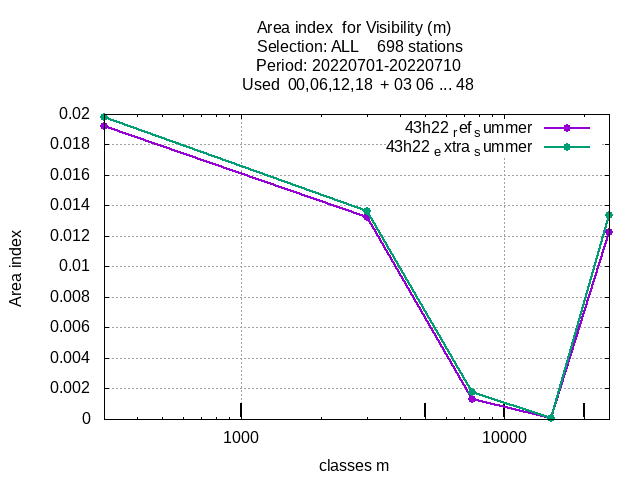 Area index  for Visibility (m)
Selection: ALL    698 stations
Period: 20220701-20220710
Used  00,06,12,18  + 03 06 ... 48
43h22 ref summer
43h22 extra summer
0.02
0.018
0.016
0.014
0.012
0.01
0.008
0.006
0.004
0.002
0
Area index
1000
10000
classes m